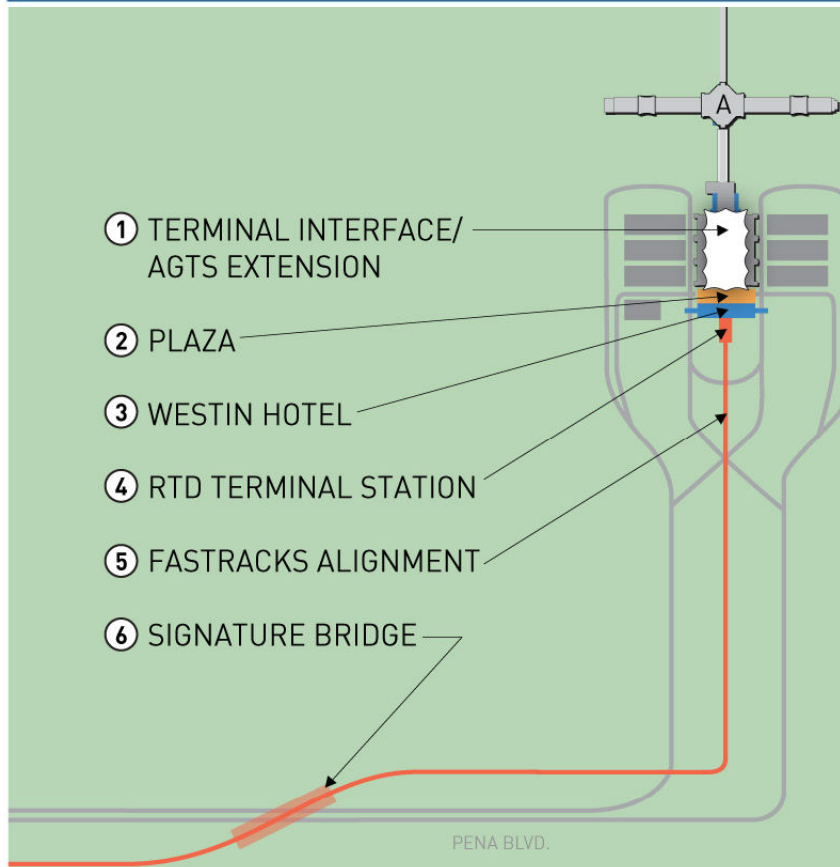 A
1 TERMINAL INTERFACE/
AGTS EXTENSION
2 PLAZA
3 WESTIN HOTEL
4 RTD TERMINAL STATION
5 FASTRACKS ALIGNMENT
6 SIGNATURE BRIDGE
PENA BLVD.